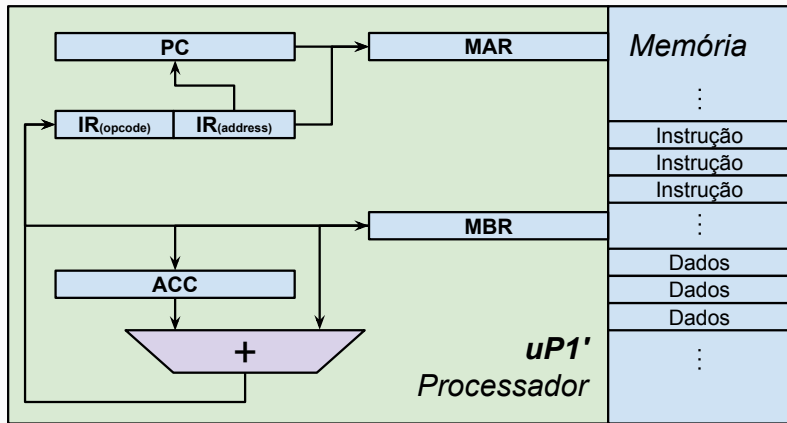 PC
MAR
Memória
⋮
IR(opcode)
IR(address)
Instrução
Instrução
Instrução
MBR
⋮
ACC
Dados
Dados
Dados
+
uP1'
Processador
⋮